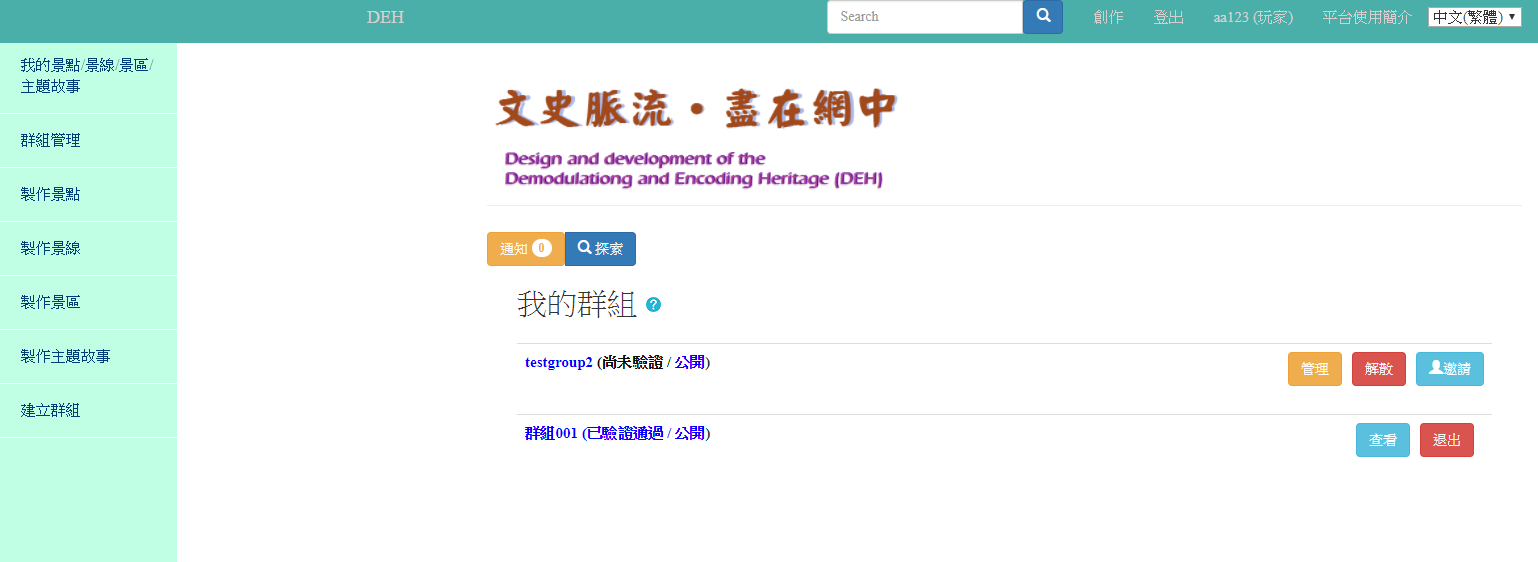 DEH
Search
創作
登出
aa123 (玩家)
平台使用簡介
中文(繁體)
我的景點/景線/景區/
主題故事
群組管理
製作景點
製作景線
製作景區
製作主題故事
建立群組
文史脈流・盡在網中
Design and development of the
Demodulationg and Encoding Heritage (DEH)
通知 0
探索
我的群組 ?
testgroup2 (尚未驗證 / 公開)
管理
解散
邀請
群組001 (已驗證通過 / 公開)
查看
退出